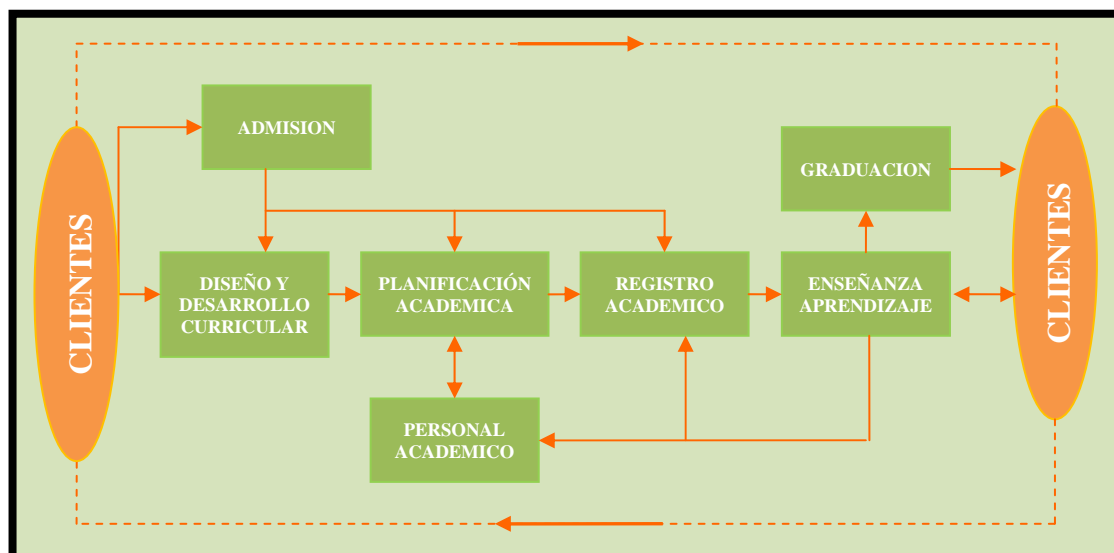 CLIENTES
ADMISION
DISEÑO Y
DESARROLLO
CURRICULAR
PLANIFICACIÓN
ACADEMICA
REGISTRO
ACADEMICO
ENSEÑANZA
APRENDIZAJE
GRADUACION
PERSONAL
ACADEMICO
CLIENTES